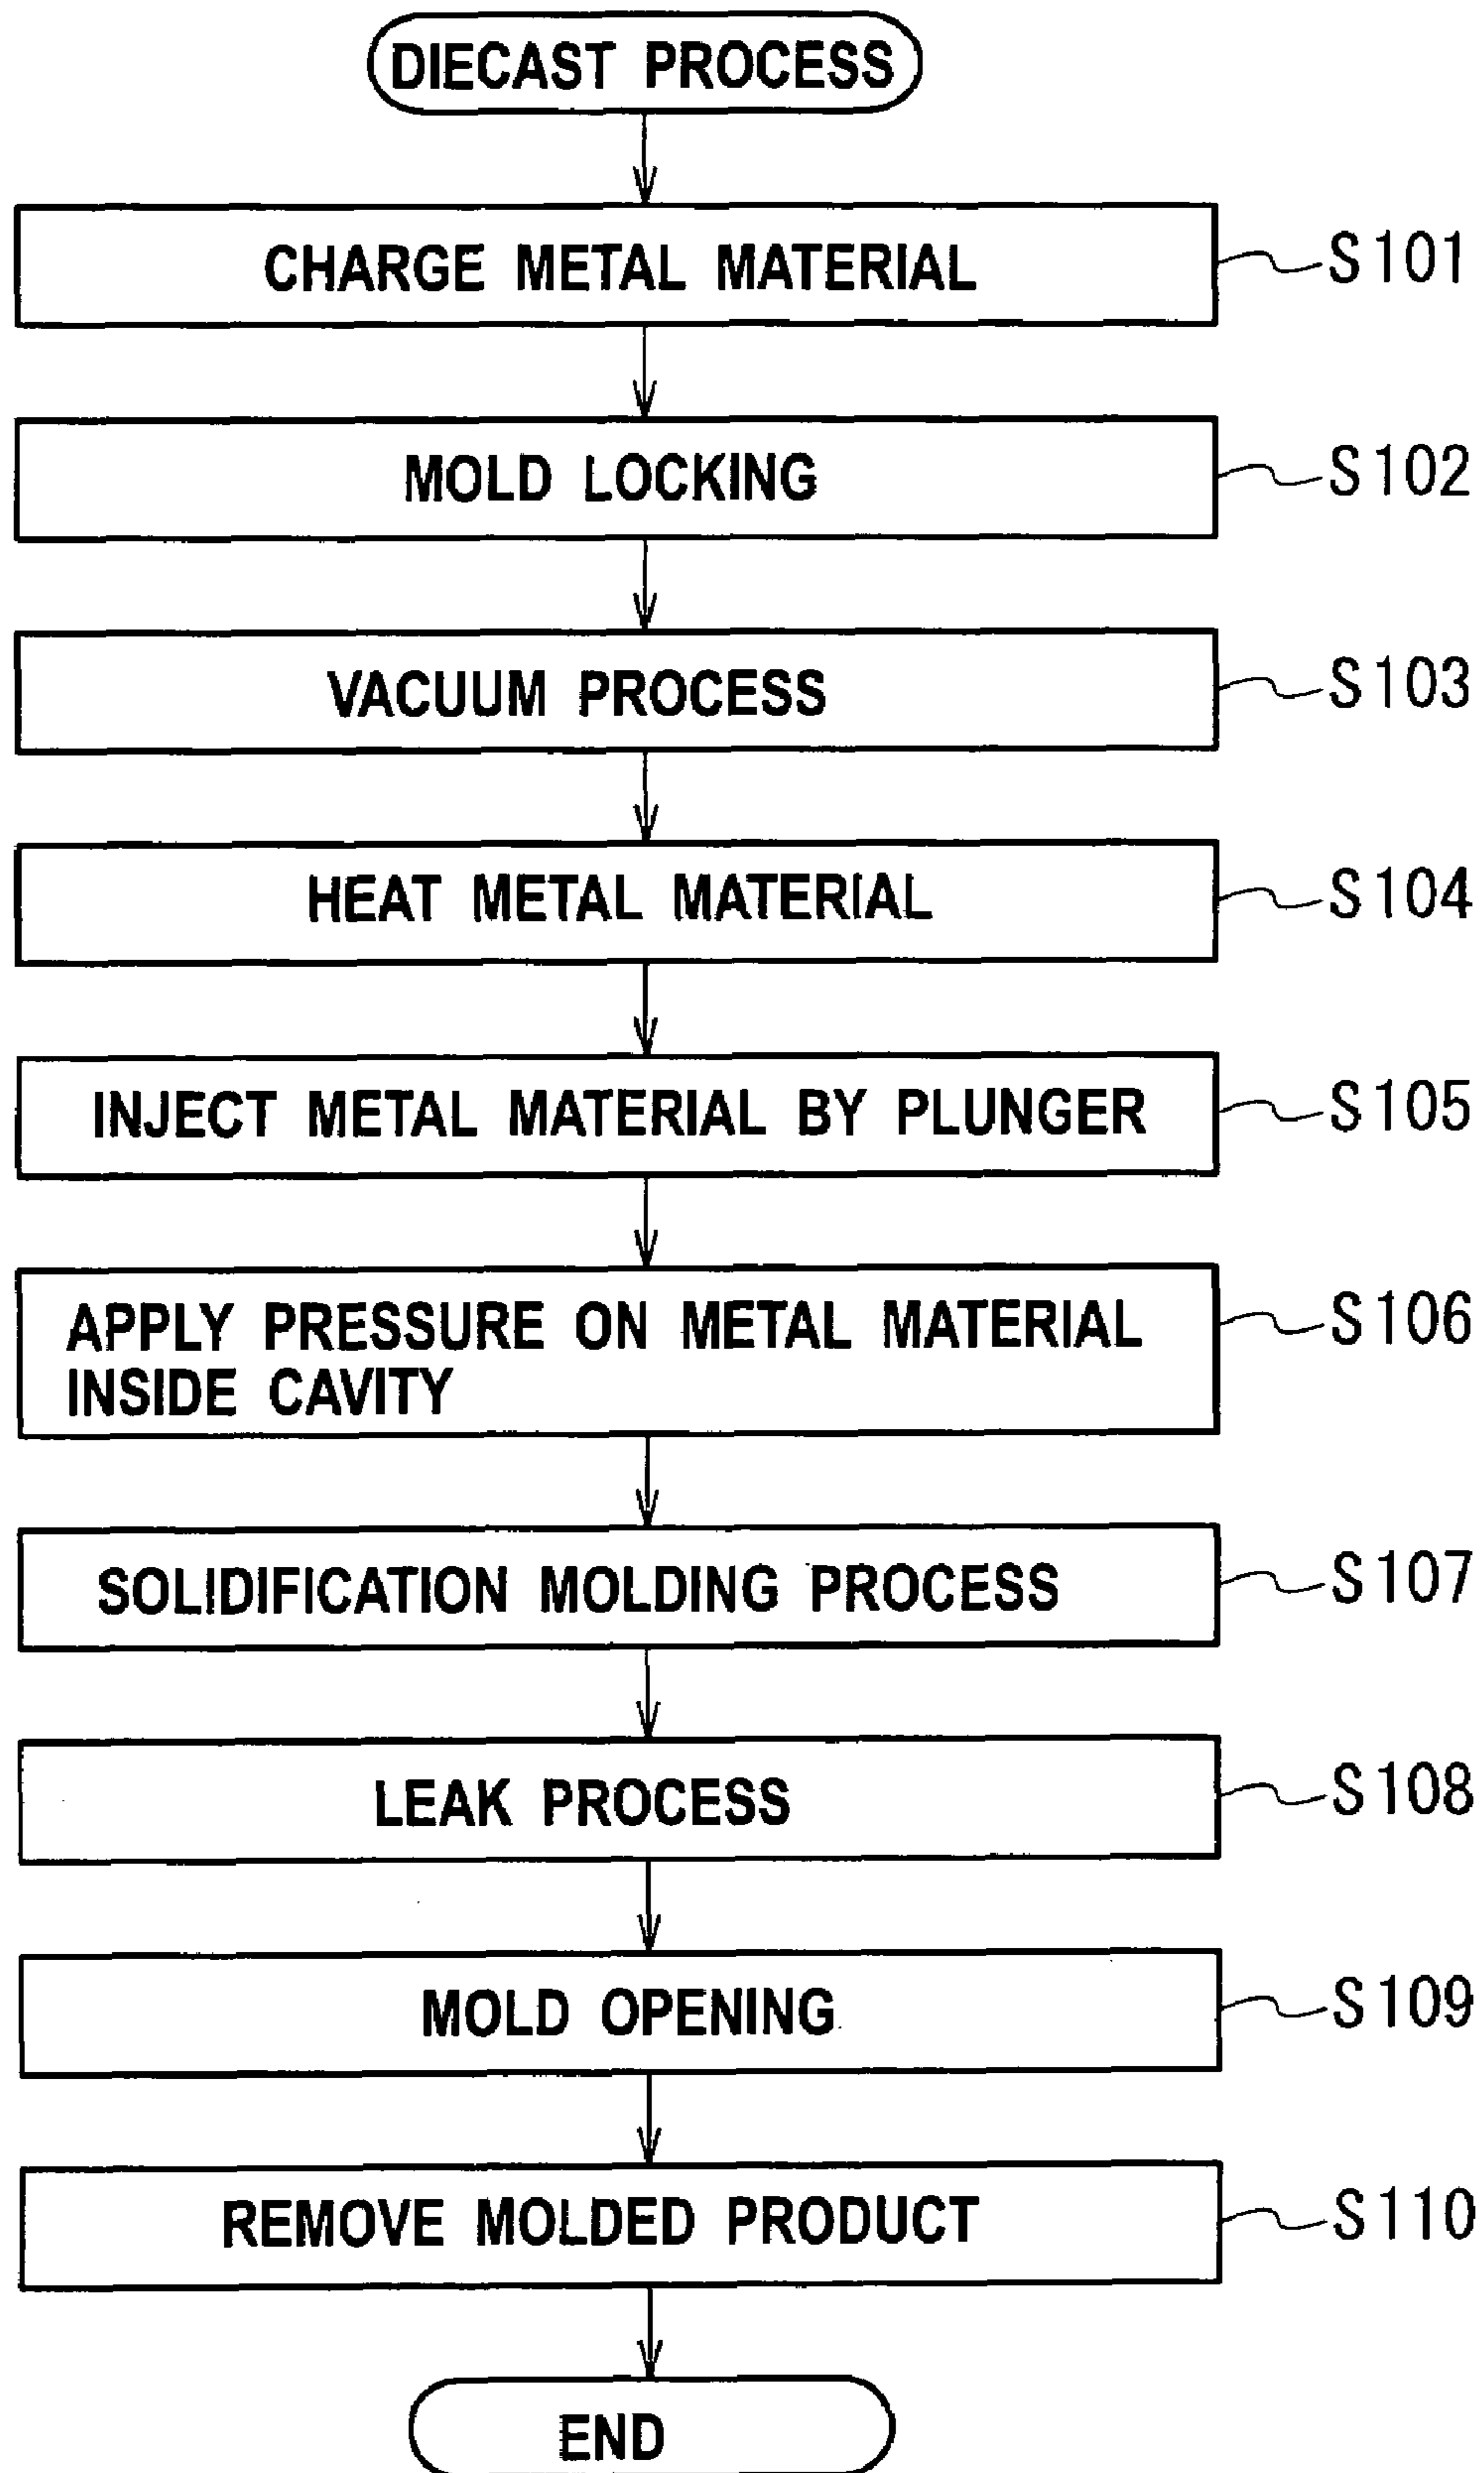 DIECAST PROCESS
CHARGE METAL MATERIAL S101
MOLD LOCKING S102
VACUUM PROCESS S103
HEAT METAL MATERIAL S104
INJECT METAL MATERIAL BY PLUNGER S105
APPLY PRESSURE ON METAL MATERIAL S106
INSIDE CAVITY
SOLIDIFICATION MOLDING PROCESS S107
LEAK PROCESS S108
MOLD OPENING S109
REMOVE MOLDED PRODUCT S110
END